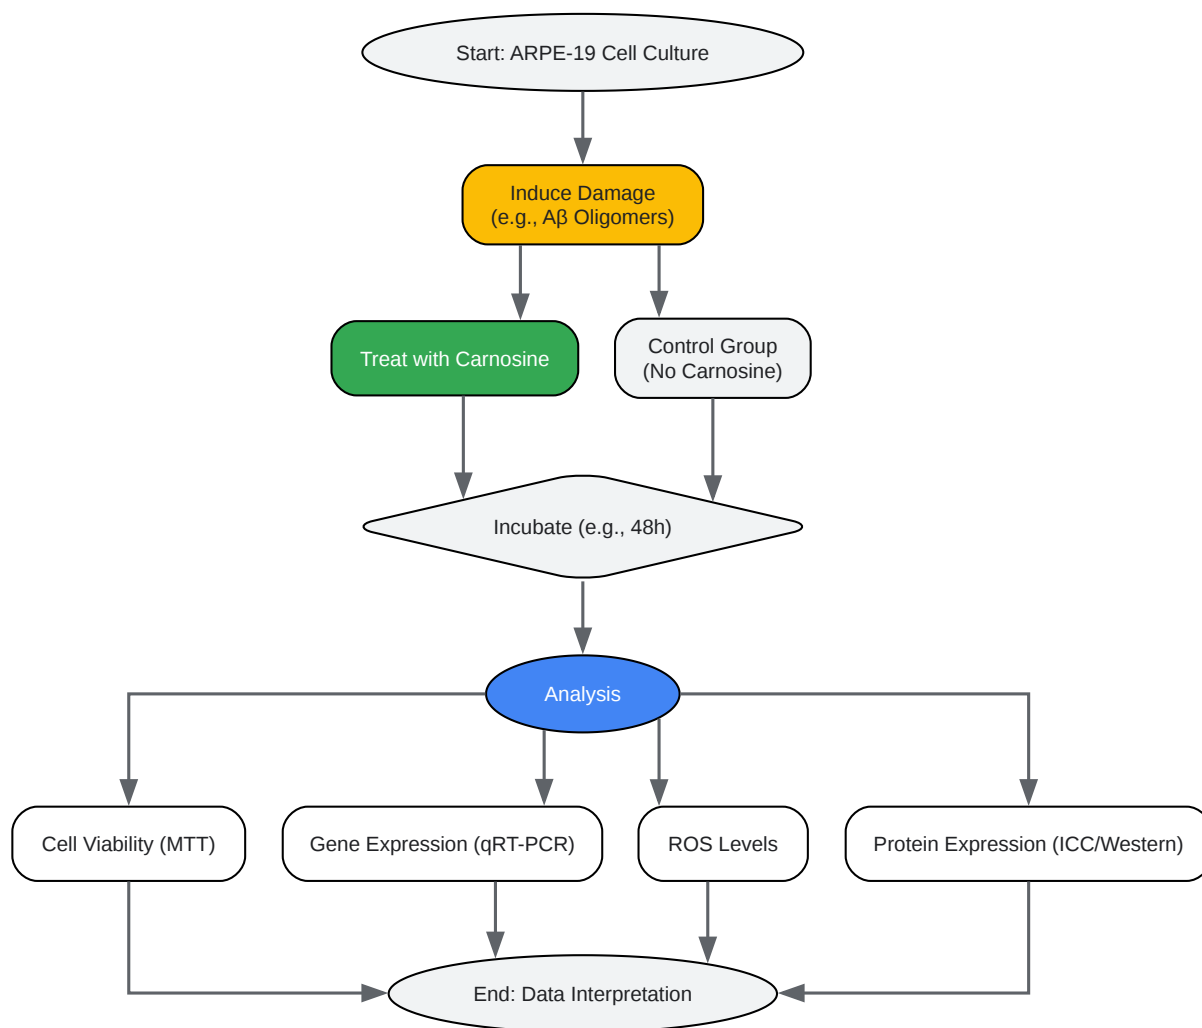 Start: ARPE-19 Cell Culture
Induce Damage
(e.g., Aβ Oligomers)
Treat with Carnosine
Control Group
(No Carnosine)
Incubate (e.g., 48h)
Analysis
Cell Viability (MTT)
Gene Expression (qRT-PCR)
ROS Levels
Protein Expression (ICC/Western)
End: Data Interpretation